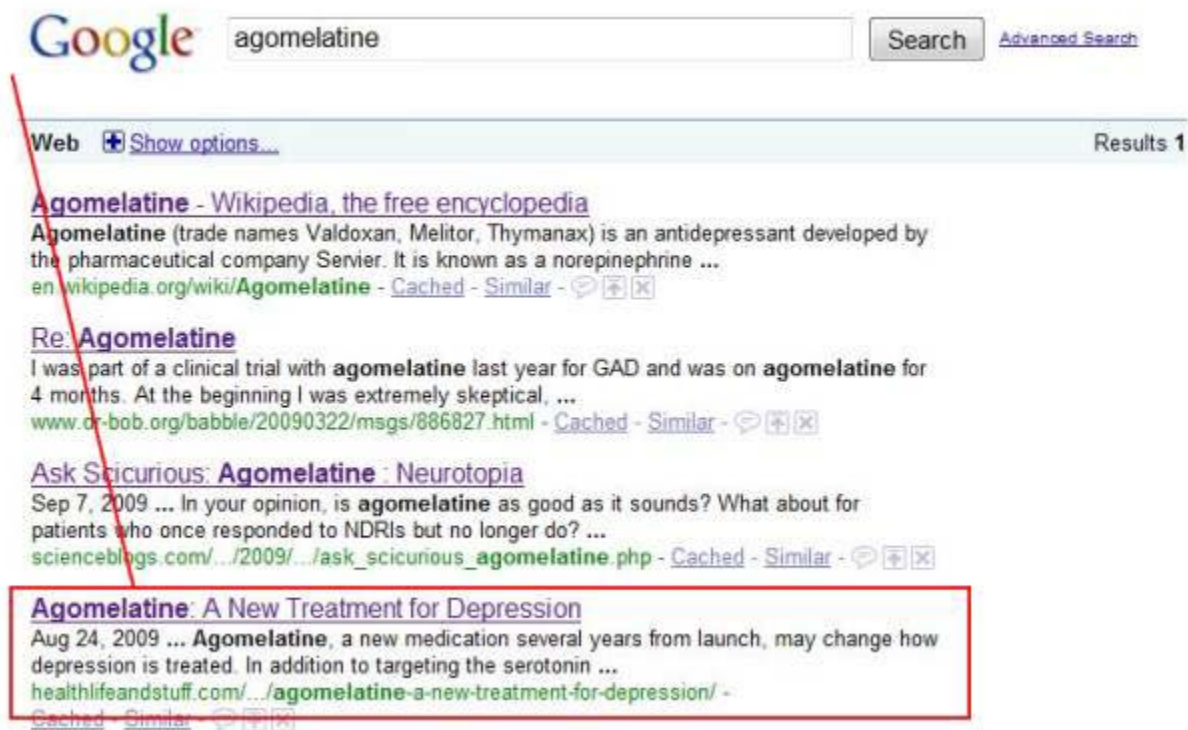 Google agomelatine Search Advanced Search
Web Show options... Results 1
Agomelatine - Wikipedia, the free encyclopedia
Agomelatine (trade names Valdoxan, Melitor, Thymanax) is an antidepressant developed by
the pharmaceutical company Servier. It is known as a norepinephrine ...
en.wikipedia.org/wiki/Agomelatine - Cached - Similar -
Re: Agomelatine
I was part of a clinical trial with agomelatine last year for GAD and was on agomelatine for
4 months. At the beginning I was extremely skeptical, ...
www.dr-bob.org/babble/20090322/msgs/886827.html - Cached - Similar -
Ask Scicurious: Agomelatine : Neurotopia
Sep 7, 2009 ... In your opinion, is agomelatine as good as it sounds? What about for
patients who once responded to NDRIs but no longer do? ...
scienceblogs.com/.../2009/.../ask_scicurious_agomelatine.php - Cached - Similar -
Agomelatine: A New Treatment for Depression
Aug 24, 2009 ... Agomelatine, a new medication several years from launch, may change how
depression is treated. In addition to targeting the serotonin ...
healthlifeandstuff.com/.../agomelatine-a-new-treatment-for-depression/ -
Cached - Similar -